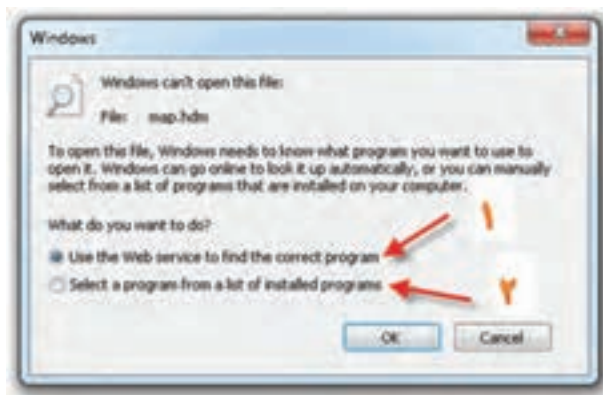 Windows
Windows can't open this file:
File: map.hdm
To open this file, Windows needs to know what program you want to use to
open it. Windows can go online to look it up automatically, or you can manually
select from a list of programs that are installed on your computer.
What do you want to do?
۱
Use the Web service to find the correct program
Select a program from a list of installed programs
۲
OK
Cancel